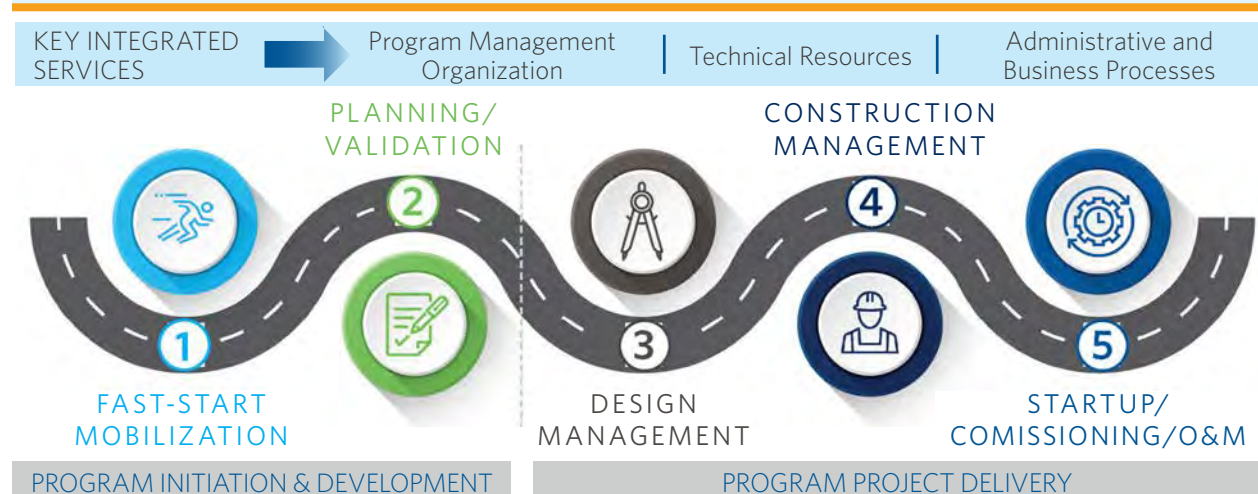 KEY INTEGRATED
SERVICES
Program Management
Organization
Technical Resources
Administrative and
Business Processes
PLANNING/
VALIDATION
CONSTRUCTION
MANAGEMENT
2
4
1
3
5
FAST-START
MOBILIZATION
DESIGN
MANAGEMENT
STARTUP/
COMISSIONING/O&M
PROGRAM INITIATION & DEVELOPMENT
PROGRAM PROJECT DELIVERY